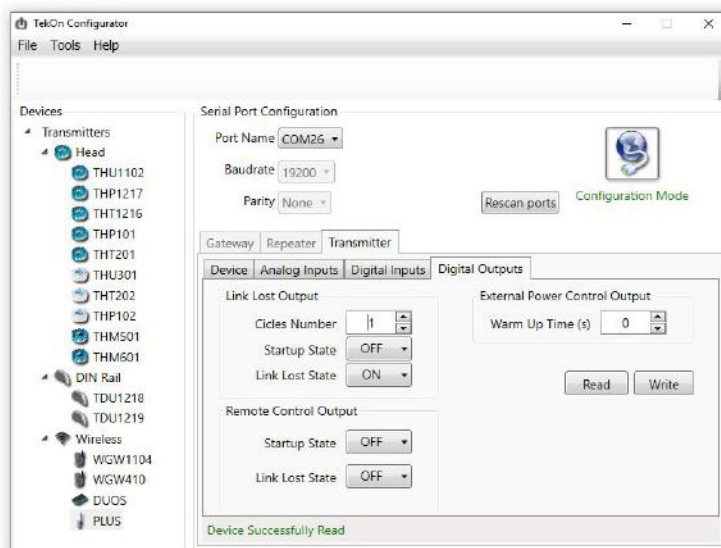 TekOn Configurator
File Tools Help
Devices
Transmitters
Head
THU1102
THP1217
THT1216
THP101
THT201
THU301
THT202
THP102
THM501
THM601
DIN Rail
TDU1218
TDU1219
Wireless
WGW1104
WGW410
DUOS
PLUS
Serial Port Configuration
Port Name COM26
Baudrate 19200
Parity None
Rescan ports
Configuration Mode
Gateway Repeater Transmitter
Device Analog Inputs Digital Inputs Digital Outputs
Link Lost Output
Cicles Number 1
Startup State OFF
Link Lost State ON
Remote Control Output
Startup State OFF
Link Lost State OFF
External Power Control Output
Warm Up Time (s) 0
Read Write
Device Successfully Read